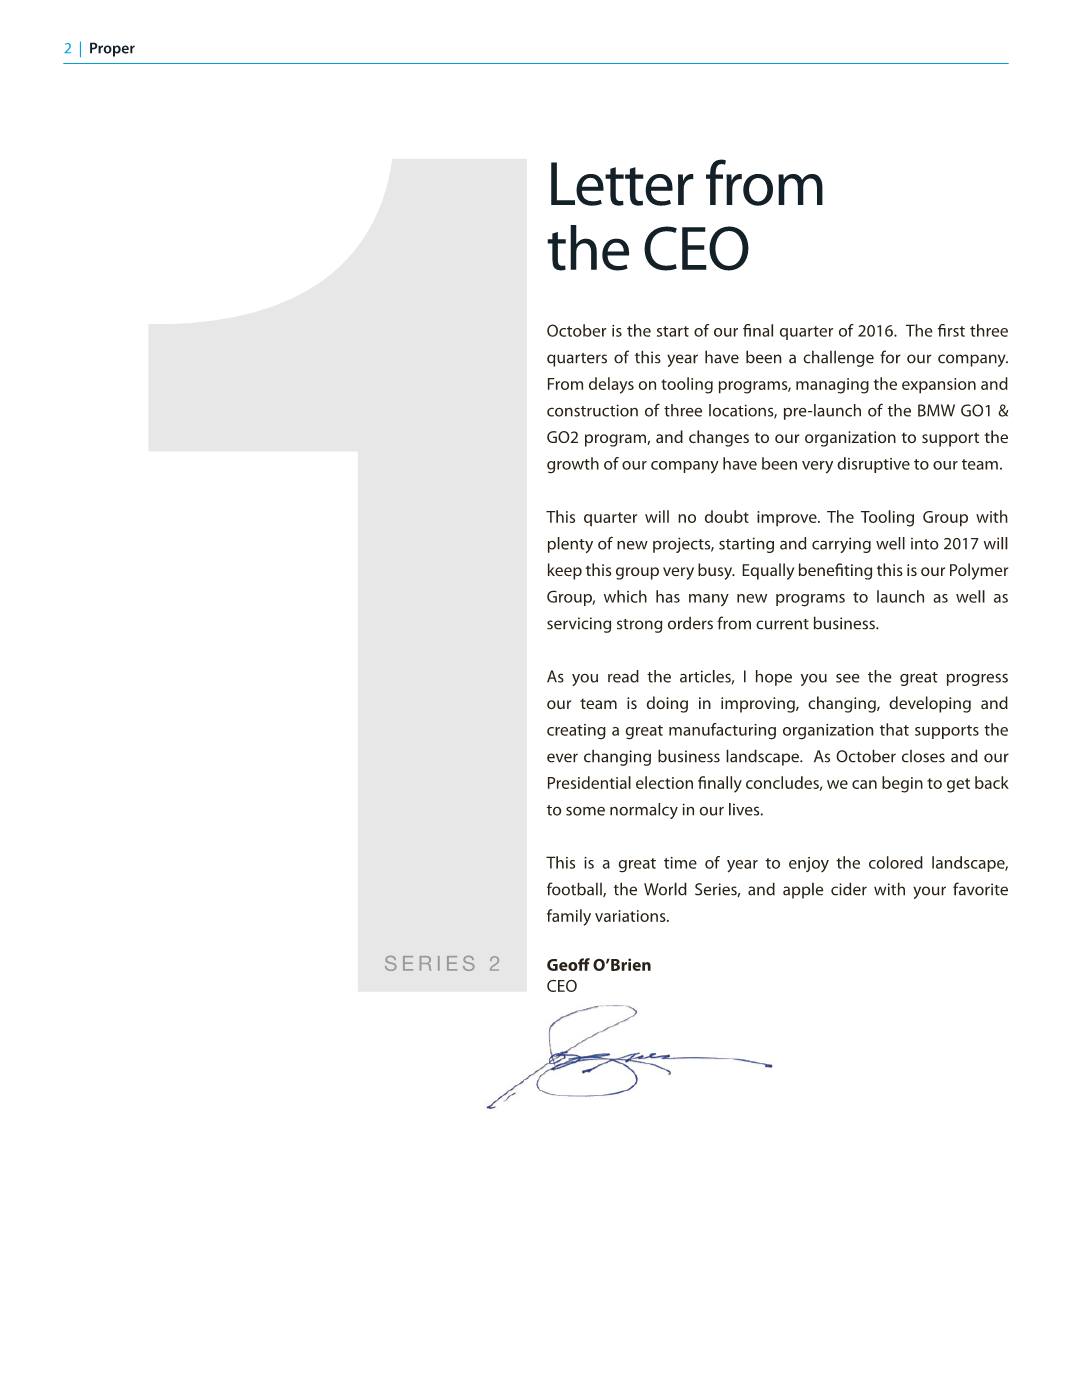 2 | Proper
Letter from
the CEO
October is the start of our final quarter of 2016.  The first three
quarters of this year have been a challenge for our company.
From delays on tooling programs, managing the expansion and
construction of three locations, pre-launch of the BMW GO1 &
GO2 program, and changes to our organization to support the
growth of our company have been very disruptive to our team.
This quarter will no doubt improve. The Tooling Group with
plenty of new projects, starting and carrying well into 2017 will
keep this group very busy.  Equally benefiting this is our Polymer
Group, which has many new programs to launch as well as
servicing strong orders from current business.
As you read the articles, I hope you see the great progress
our team is doing in improving, changing, developing and
creating a great manufacturing organization that supports the
ever changing business landscape.  As October closes and our
Presidential election finally concludes, we can begin to get back
to some normalcy in our lives.
This is a great time of year to enjoy the colored landscape,
football, the World Series, and apple cider with your favorite
family variations.
1
SERIES 2
Geoff O’Brien
CEO